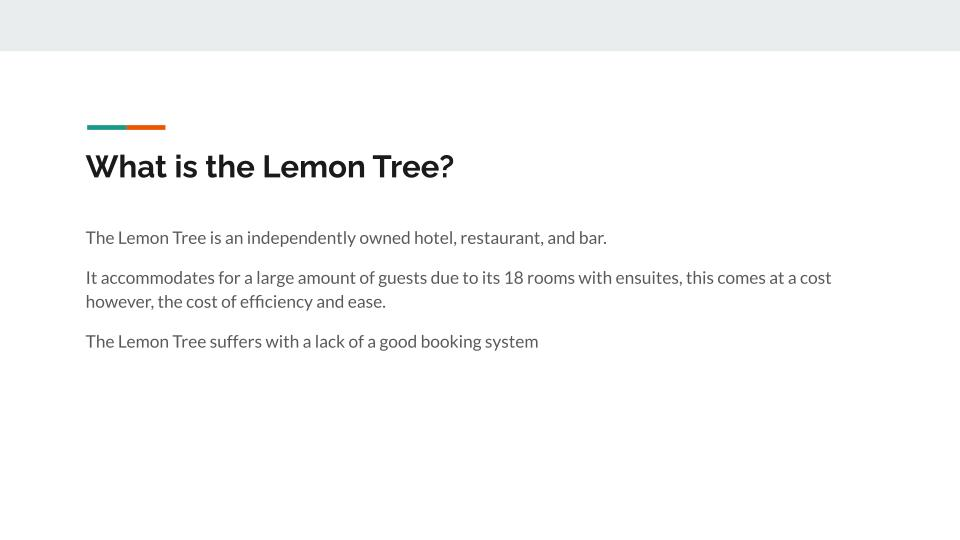 What is the Lemon Tree?
The Lemon Tree is an independently owned hotel, restaurant, and bar.
It accommodates for a large amount of guests due to its 18 rooms with ensuites, this comes at a cost
however, the cost of efficiency and ease.
The Lemon Tree suffers with a lack of a good booking system